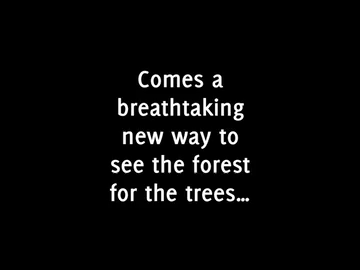 Comes a
breathtaking
new way to
see the forest
for the trees...